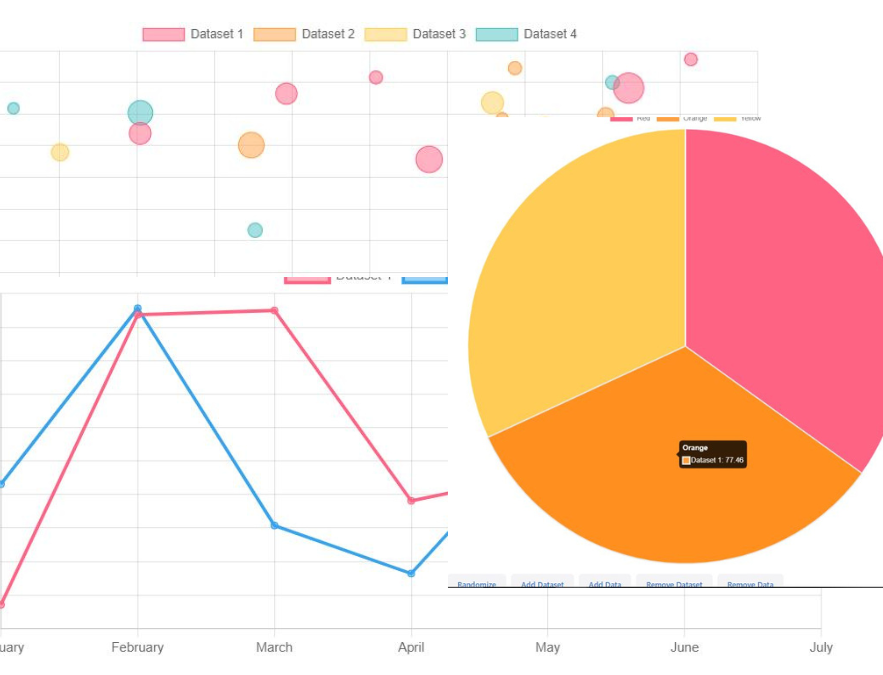 Dataset 1 Dataset 2 Dataset 3 Dataset 4
Red Orange Yellow
Dataset 1
Orange
Dataset 1: 77.46
Randomize Add Dataset Add Data Remove Dataset Remove Data
uary February March April May June July